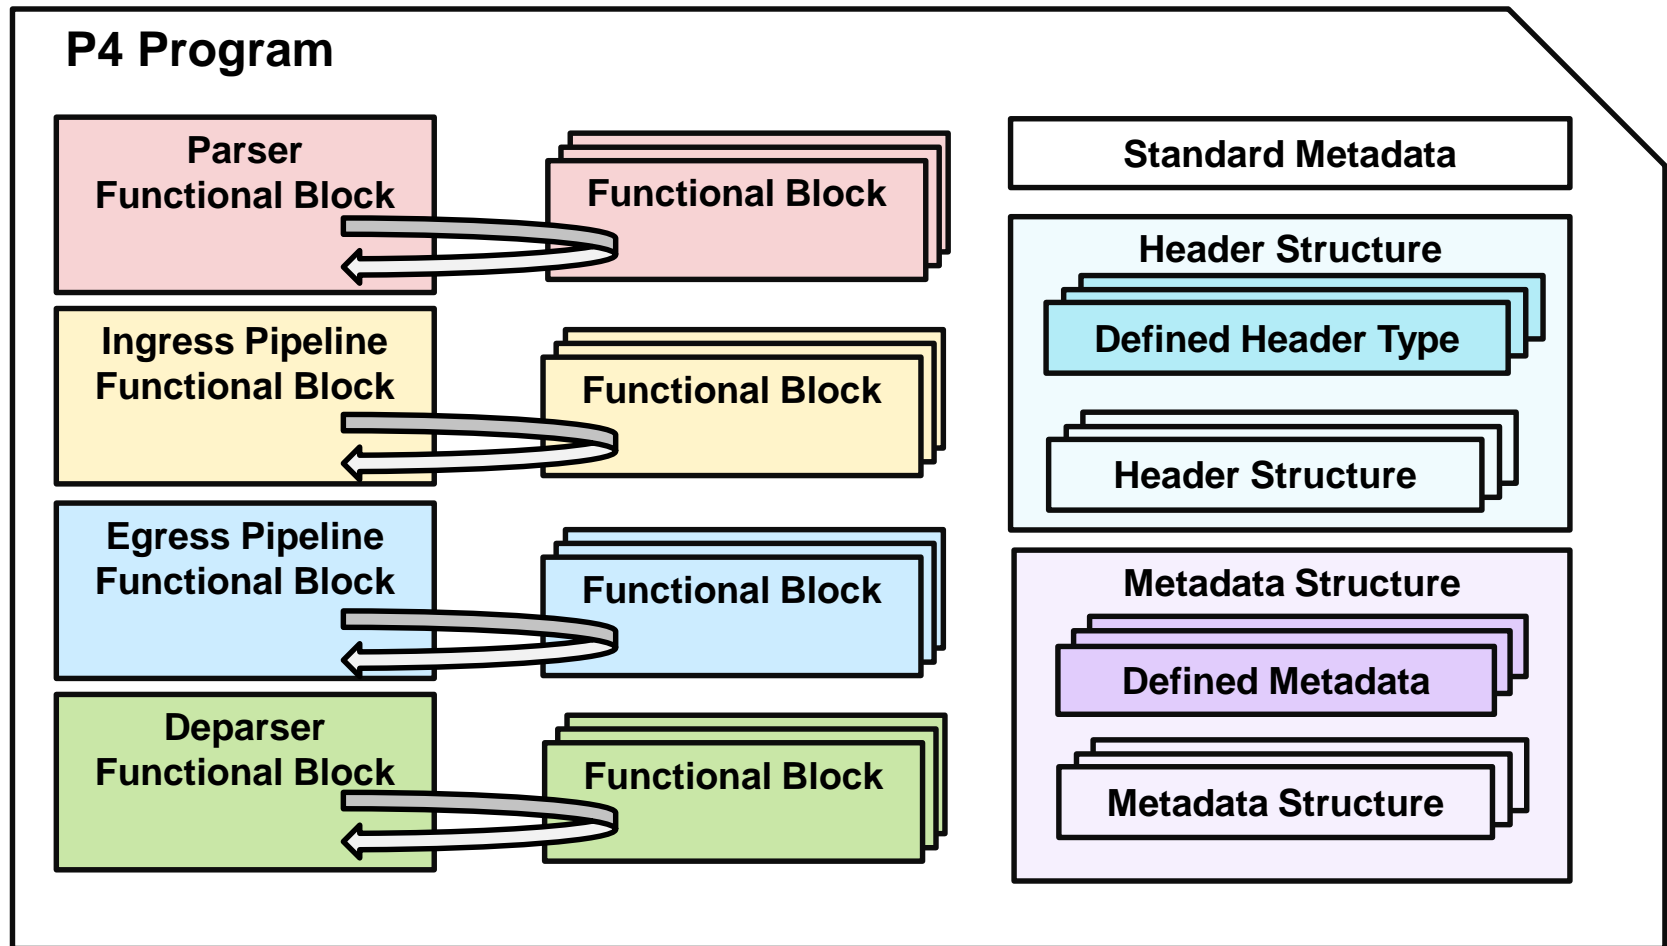 P4 Program
Parser
Functional Block
Functional Block
Ingress Pipeline
Functional Block
Functional Block
Egress Pipeline
Functional Block
Functional Block
Deparser
Functional Block
Functional Block
Standard Metadata
Header Structure
Defined Header Type
Header Structure
Metadata Structure
Defined Metadata
Metadata Structure